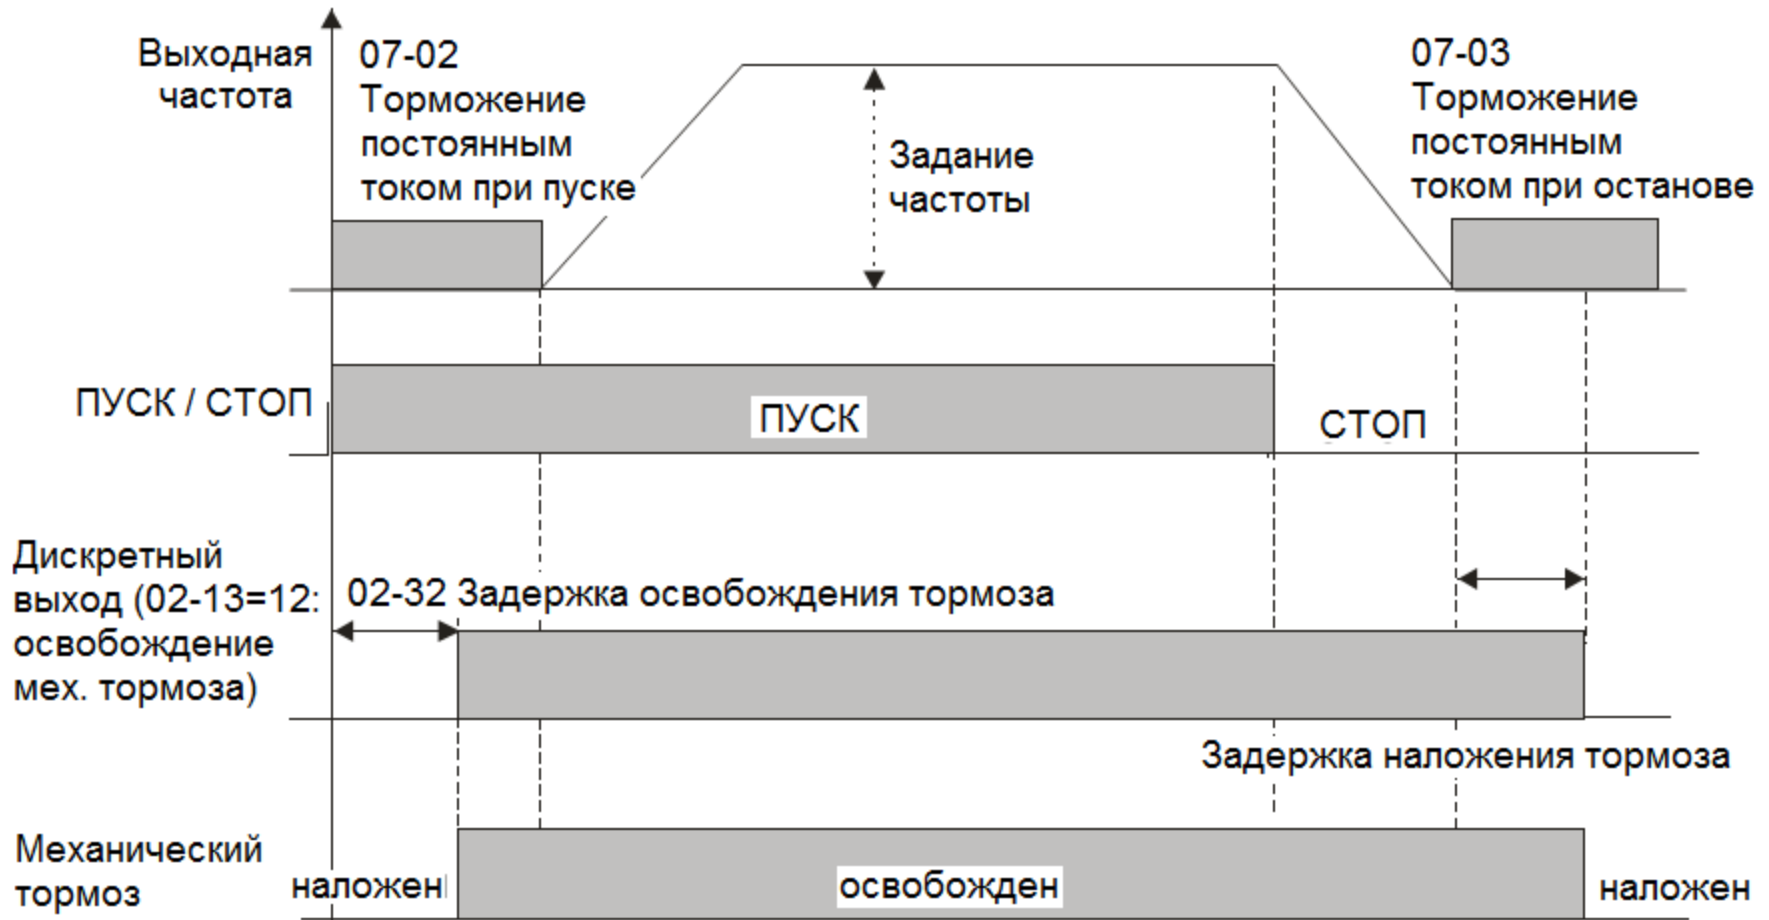 Выходная
частота
07-02
Торможение
постоянным
током при пуске
Задание
частоты
07-03
Торможение
постоянным
током при останове
ПУСК / СТОП
ПУСК
СТОП
Дискретный
выход (02-13=12:
освобождение
мех. тормоза)
02-32 Задержка освобождения тормоза
Задержка наложения тормоза
Механический
тормоз
наложен
освобожден
наложен